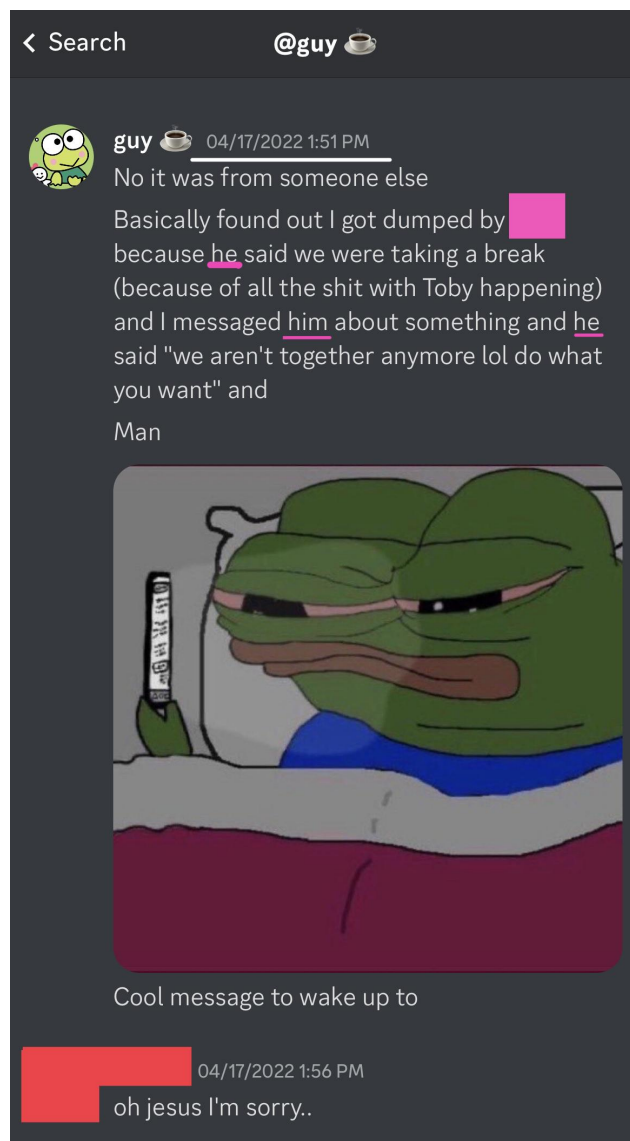 Search
@guy ☕
guy ☕ 04/17/2022 1:51 PM
No it was from someone else
Basically found out I got dumped by
because he said we were taking a break
(because of all the shit with Toby happening)
and I messaged him about something and he
said "we aren't together anymore lol do what
you want" and
Man
Cool message to wake up to
04/17/2022 1:56 PM
oh jesus I'm sorry..